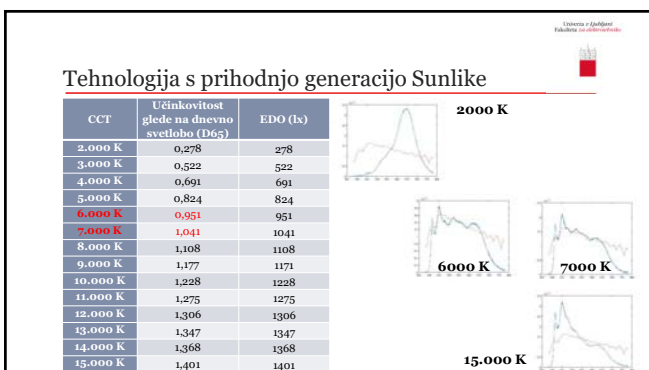 Univerza v Ljubljani
Fakulteta za elektrotehniko
Tehnologija s prihodnjo generacijo Sunlike
CCT
Učinkovitost glede na dnevno svetlobo (D65)
EDO (lx)
2.000 K 0,278 278
3.000 K 0,522 522
4.000 K 0,691 691
5.000 K 0,824 824
6.000 K 0,951 951
7.000 K 1,041 1041
8.000 K 1,108 1108
9.000 K 1,177 1171
10.000 K 1,228 1228
11.000 K 1,275 1275
12.000 K 1,306 1306
13.000 K 1,347 1347
14.000 K 1,368 1368
15.000 K 1,401 1401
2000 K
6000 K
7000 K
15.000 K